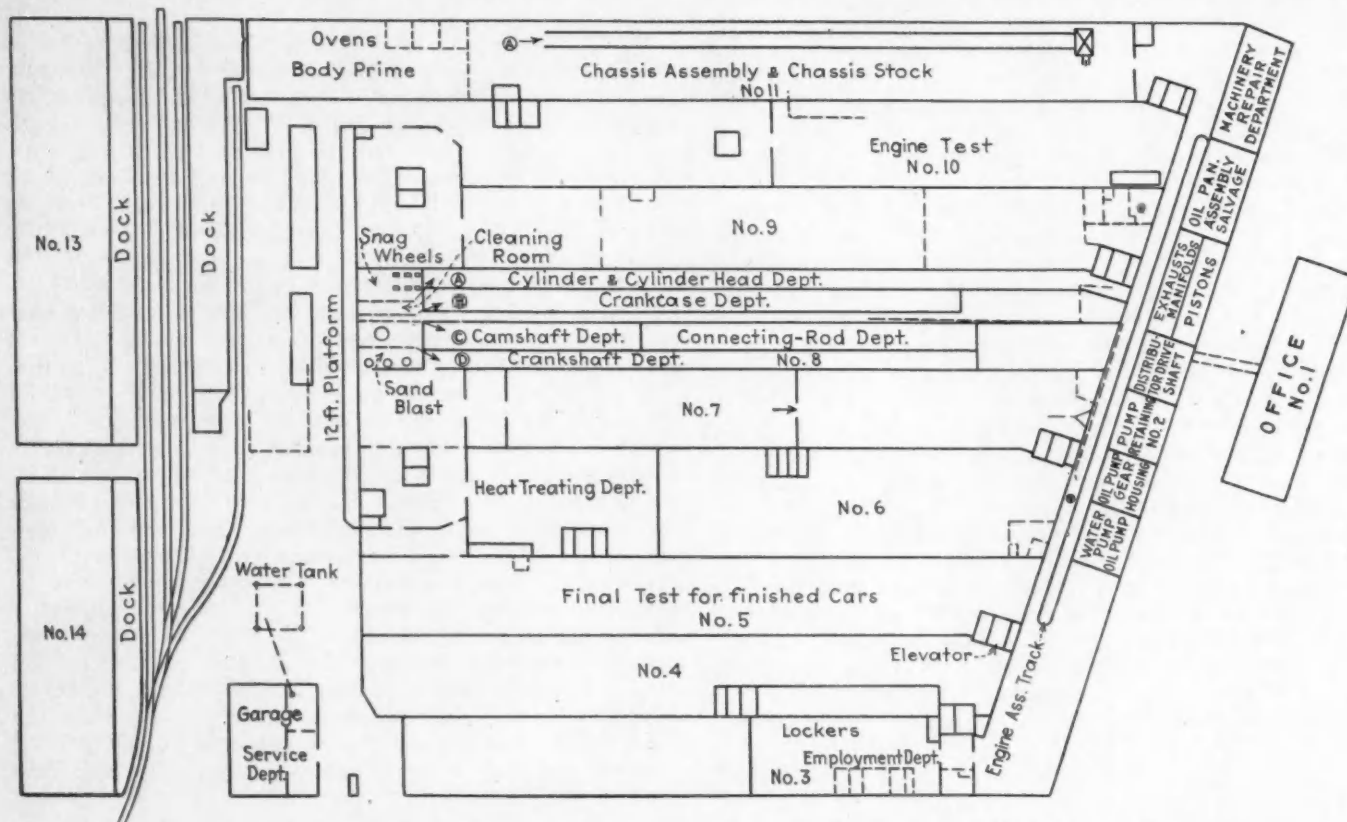 Ovens
Body Prime
A
Chassis Assembly & Chassis Stock
No 11
MACHINERY
REPAIR
DEPARTMENT
Engine Test
No. 10
OIL PAN.
ASSEMBLY
SALVAGE
No. 13
Dock
Dock
No. 9
Snag
Wheels
Cleaning
Room
EXHAUSTS
MANIFOLDS
PISTONS
A
Cylinder & Cylinder Head Dept.
B
Crankcase Dept.
C
Camshaft Dept.
Connecting-Rod Dept.
D
Crankshaft Dept.
No. 8
DISTRIBU-
TOR DRIVE
SHAFT
OFFICE
No. 1
12-ft. Platform
Sand
Blast
No. 7
PUMP
RETAINING
NO. 2
Heat Treating Dept.
No. 6
OIL PUMP
GEAR
HOUSING
WATER
PUMP
OIL PUMP
Water Tank
Final Test for finished Cars
No. 5
No. 14
Dock
Elevator
No. 4
Engine Ass. Track
Garage
Service
Dept.
Lockers
Employment Dept.
No. 3